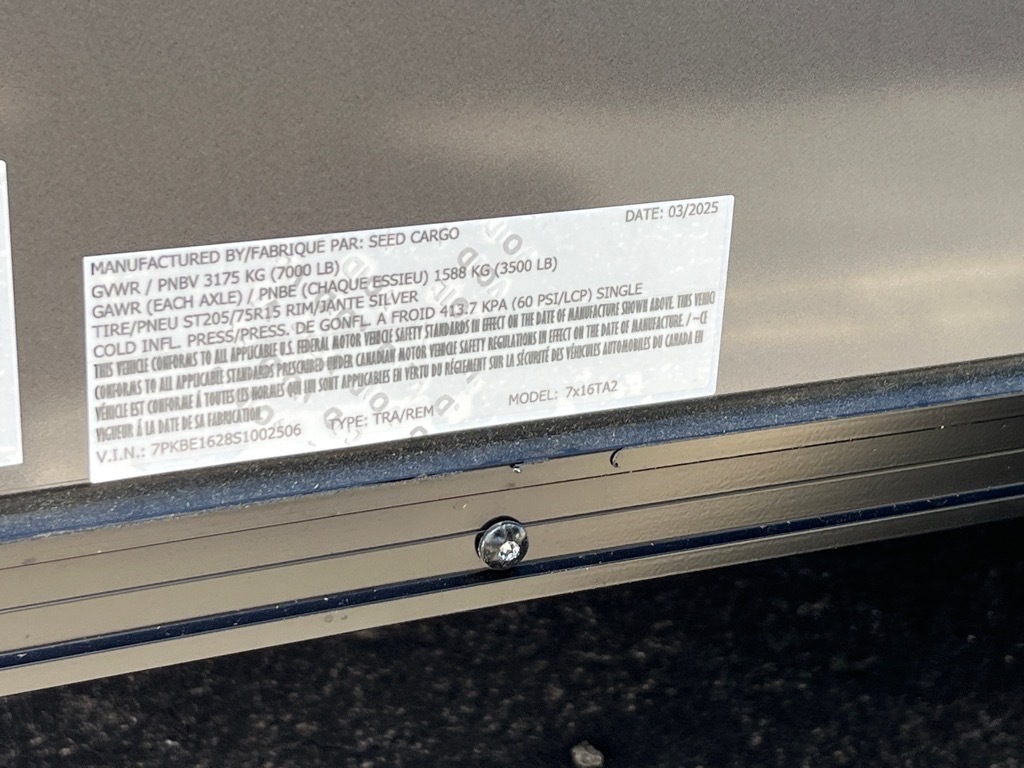 DATE: 03/2025
MANUFACTURED BY/FABRIQUE PAR: SEED CARGO
GVWR / PNBV 3175 KG (7000 LB)
GAWR (EACH AXLE) / PNBE (CHAQUE ESSIEU) 1588 KG (3500 LB)
TIRE/PNEU ST205/75R15 RIM/JANTE SILVER
COLD INFL. PRESS/PRESS. DE GONFL. A FROID 413.7 KPA (60 PSI/LCP) SINGLE
THIS VEHICLE CONFORMS TO ALL APPLICABLE U.S. FEDERAL MOTOR VEHICLE SAFETY STANDARDS IN EFFECT ON THE DATE OF MANUFACTURE SHOWN ABOVE. THIS VEHICLE
CONFORMS TO ALL APPLICABLE STANDARDS PRESCRIBED UNDER CANADIAN MOTOR VEHICLE SAFETY REGULATIONS IN EFFECT ON THE DATE OF MANUFACTURE. / -CE
VÉHICLE EST CONFORME À TOUTES LES NORMES QUI LUI SONT APPLICABLES EN VERTU DU RÉGLEMENT SUR LA SÉCURITÉ DES VÉHICULES AUTOMOBILES DU CANADA EN
VIGUEUR À LA DATE DE SA FABRICATION
V.I.N.: 7PKBE1628S1002506 TYPE: TRA/REM MODEL: 7x16TA2